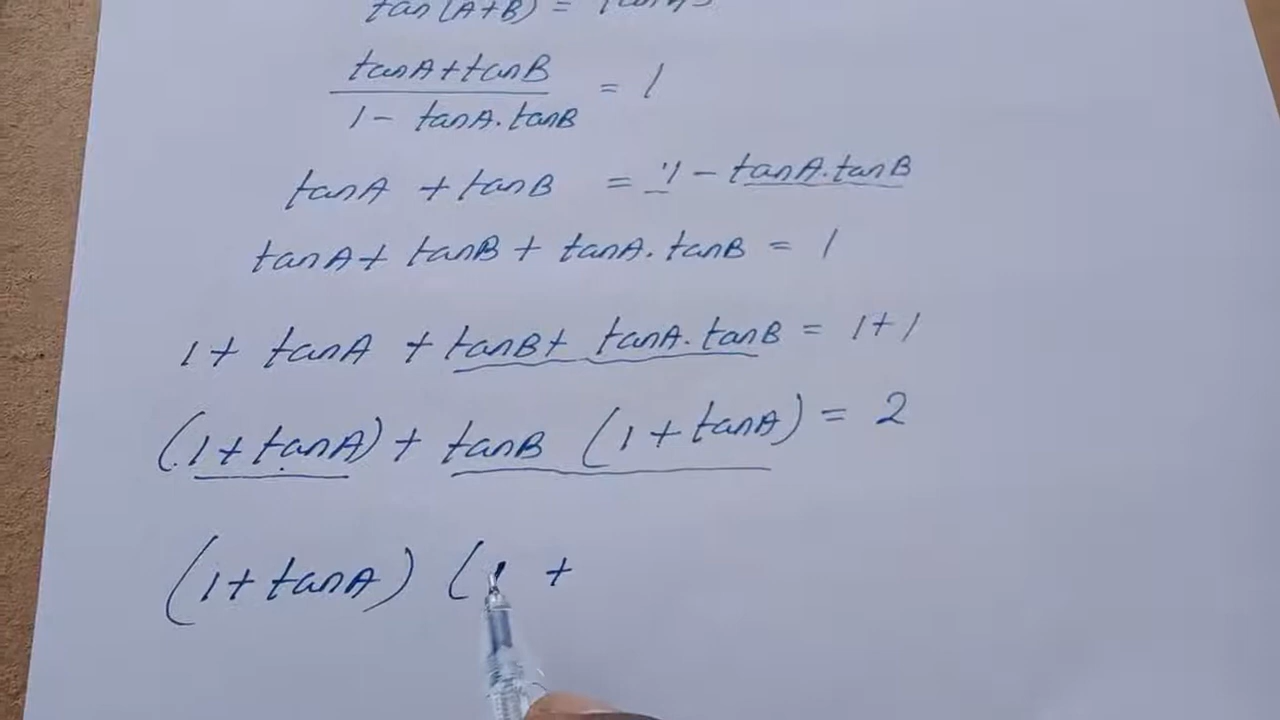 tan(A+B) =
tanA+tanB / 1 - tanA.tanB = 1
tanA + tanB = 1 - tanA.tanB
tanA + tanB + tanA.tanB = 1
1 + tanA + tanB + tanA.tanB = 1+1
(1+tanA) + tanB (1+tanA) = 2
(1+tanA) (1 +